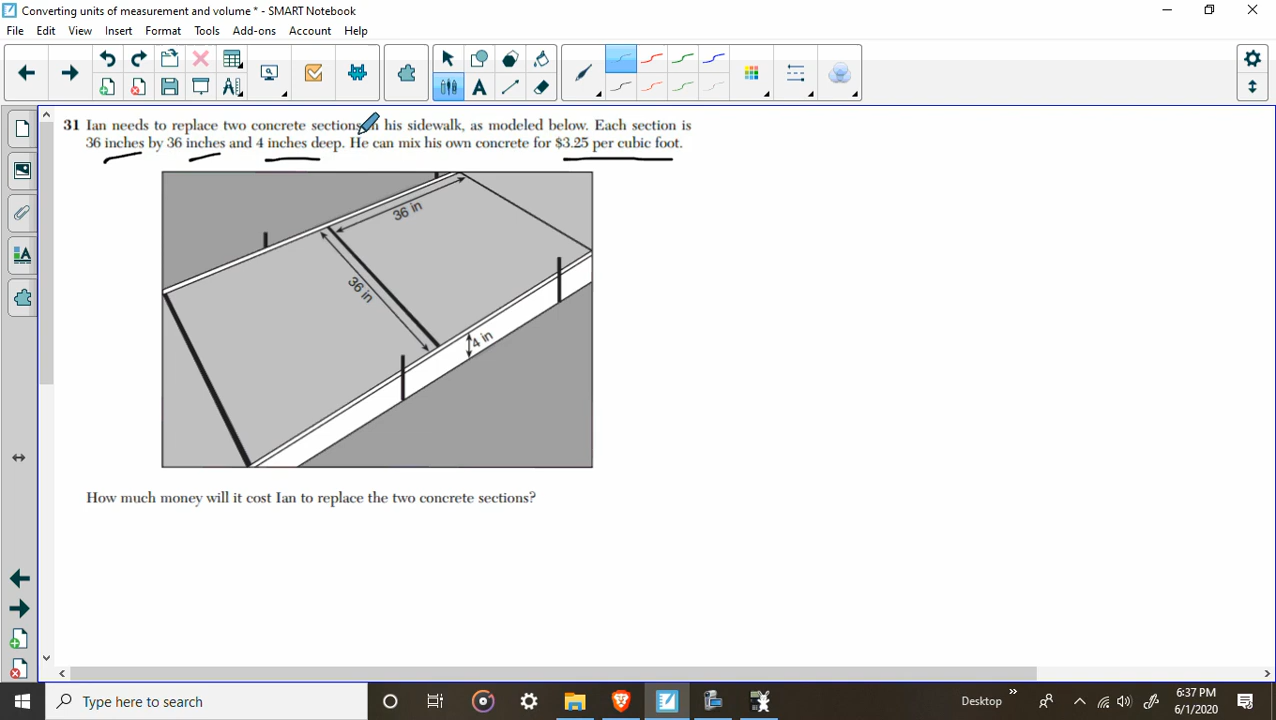 Converting units of measurement and volume * - SMART Notebook
File Edit View Insert Format Tools Add-ons Account Help
31 Ian needs to replace two concrete sections his sidewalk, as modeled below. Each section is
36 inches by 36 inches and 4 inches deep. He can mix his own concrete for $3.25 per cubic foot.
36 in
36 in
4 in
How much money will it cost Ian to replace the two concrete sections?
Type here to search
Desktop
6:37 PM
6/1/2020